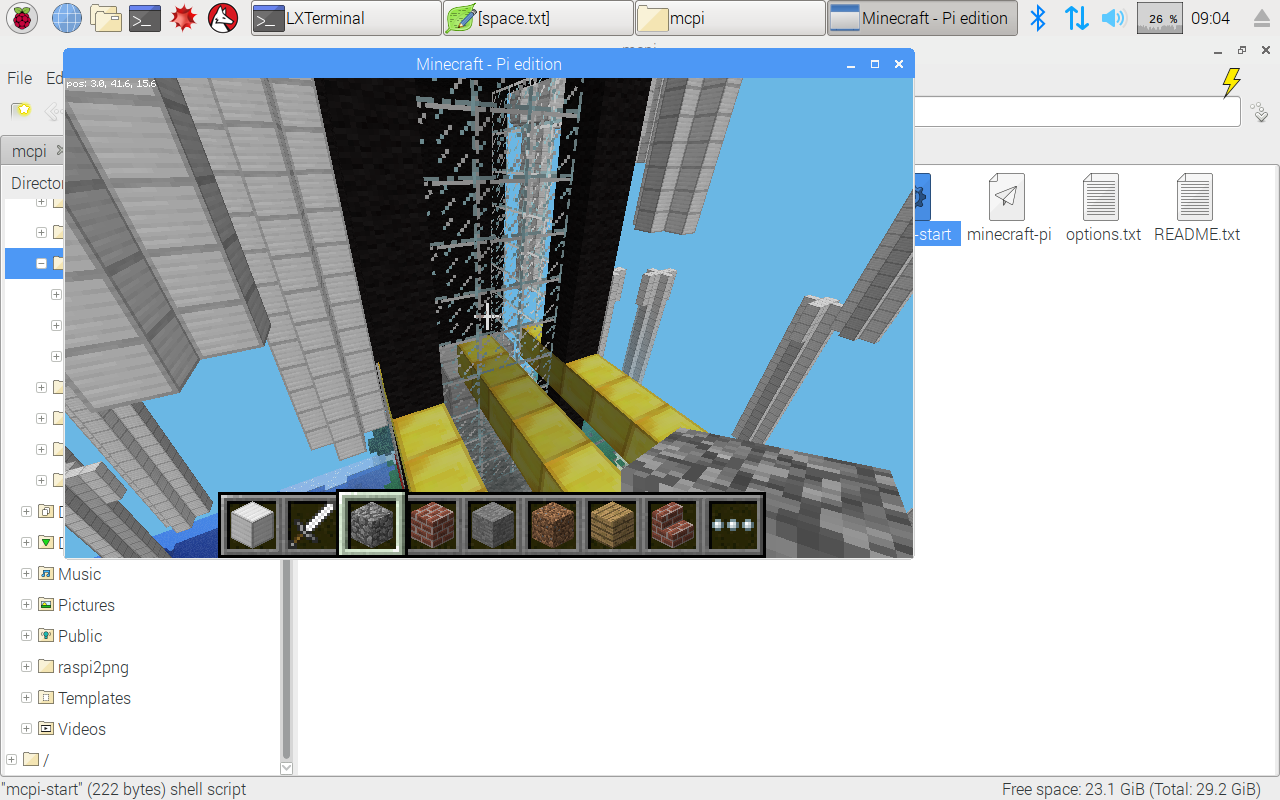 LXTerminal
[space.txt]
mcpi
Minecraft - Pi edition
26 %
09:04
Minecraft - Pi edition
File Ed
pos: 3.0, 41.6, 15.6
mcpi
Director
-start
minecraft-pi
options.txt
README.txt
Music
Pictures
Public
raspi2png
Templates
Videos
/
"mcpi-start" (222 bytes) shell script
Free space: 23.1 GiB (Total: 29.2 GiB)